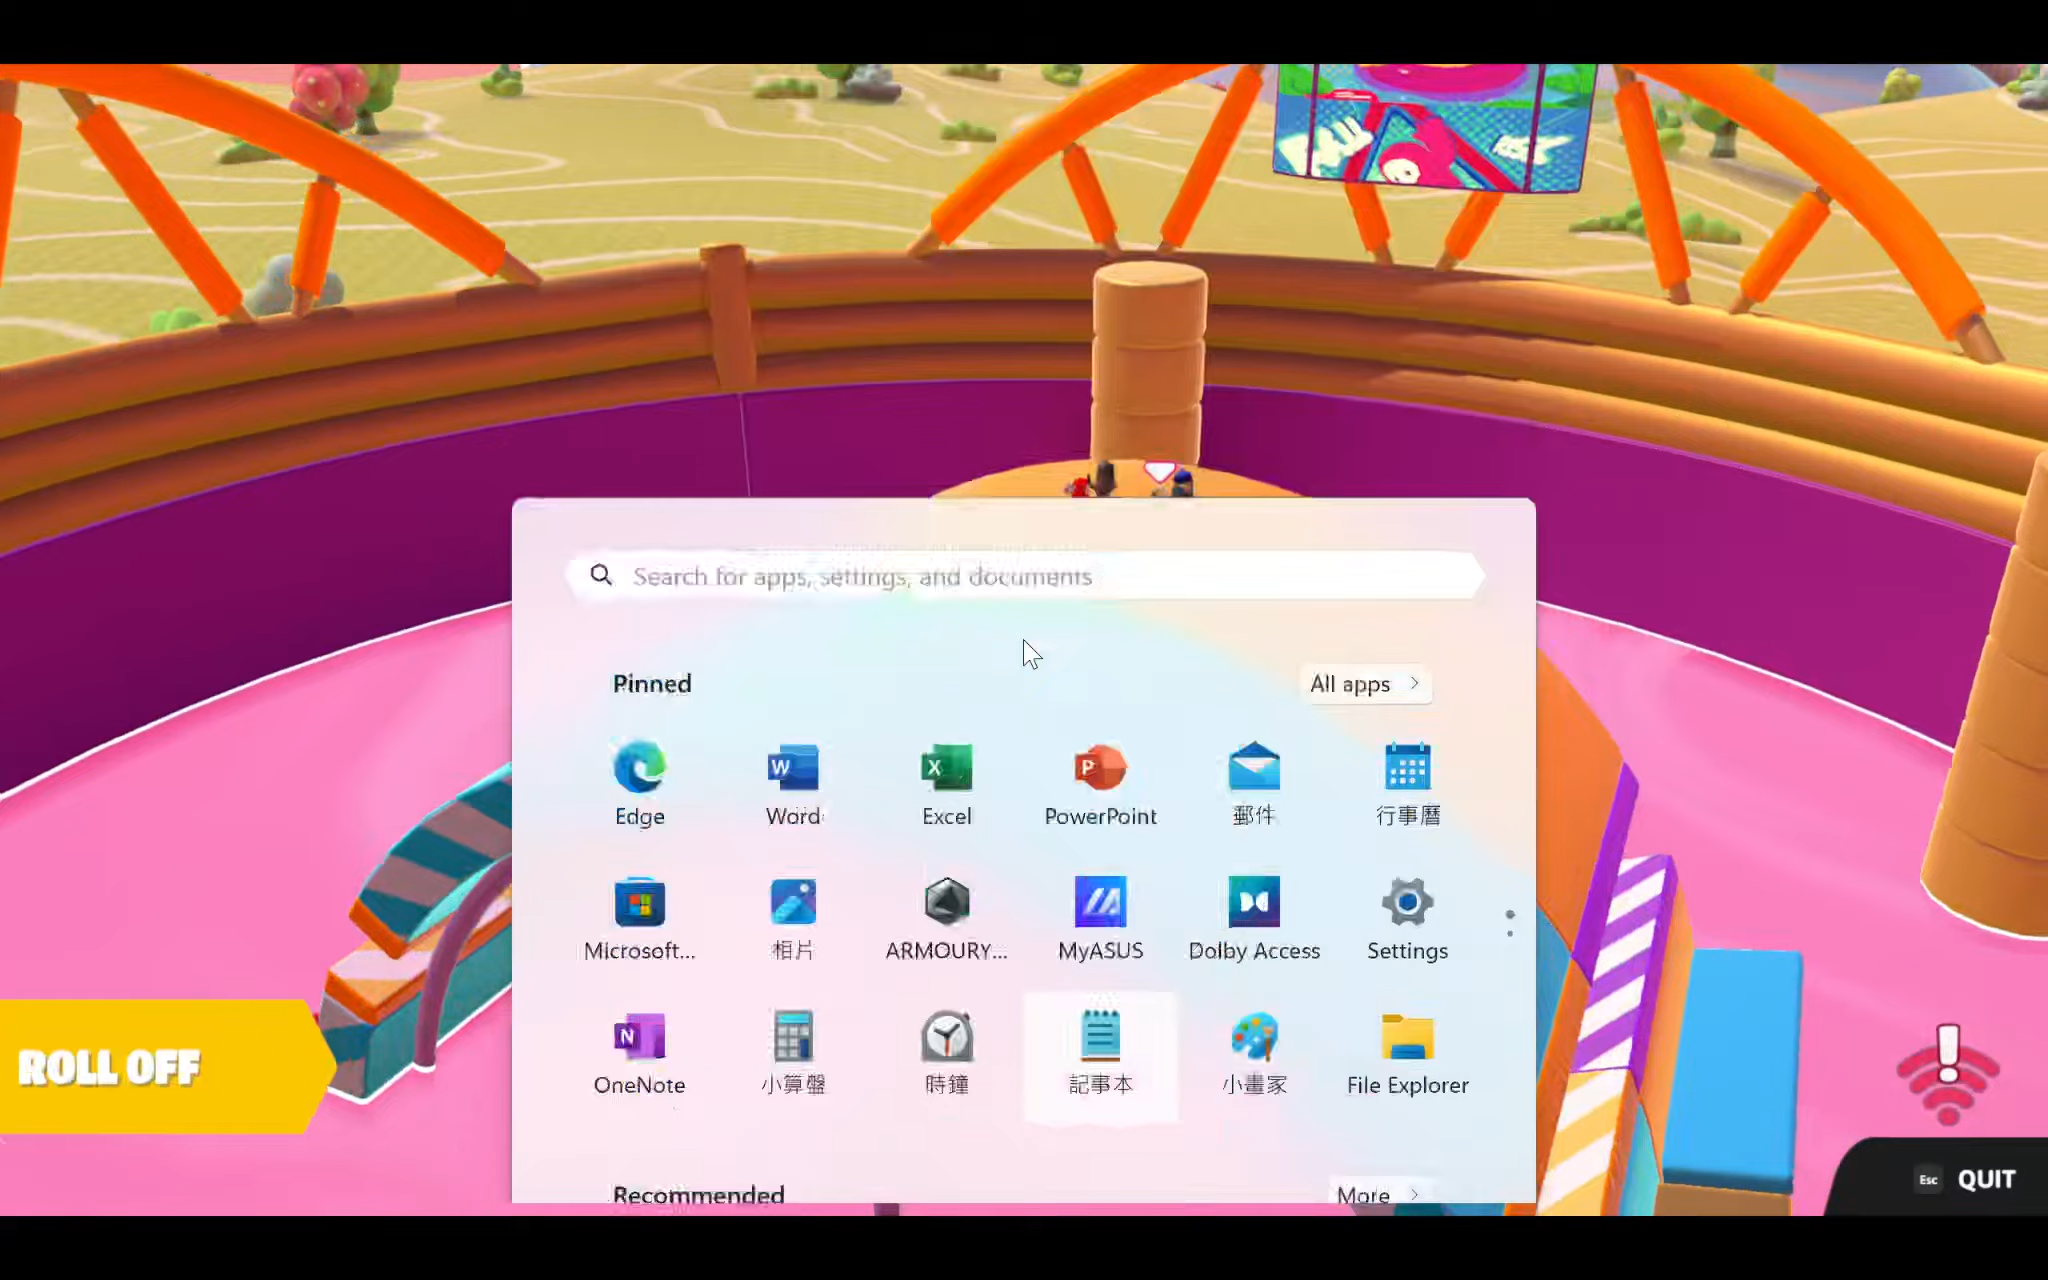 Search for apps, settings, and documents
Pinned
All apps
Edge
Word
Excel
PowerPoint
郵件
行事曆
Microsoft...
相片
ARMOURY...
MyASUS
Dolby Access
Settings
OneNote
小算盤
時鐘
記事本
小畫家
File Explorer
Recommended
More
ROLL OFF
Esc QUIT